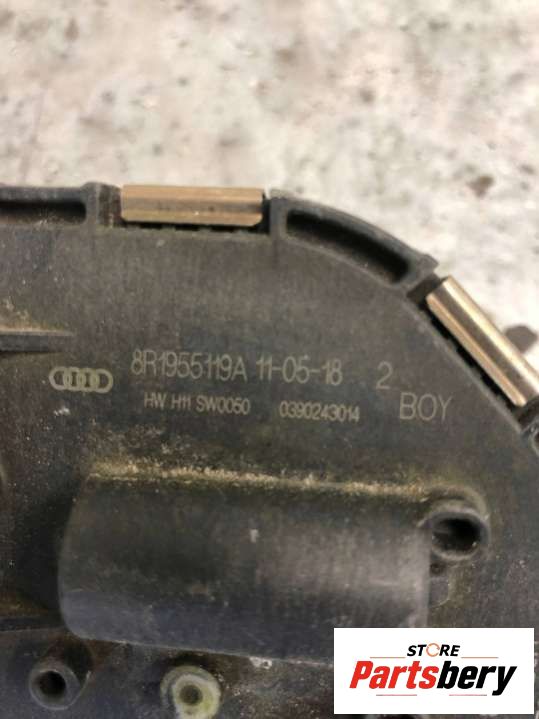 8R1955119A 11-05-18 2
HW H11 SW0050 0390243014 BOY
STORE
Partsbery